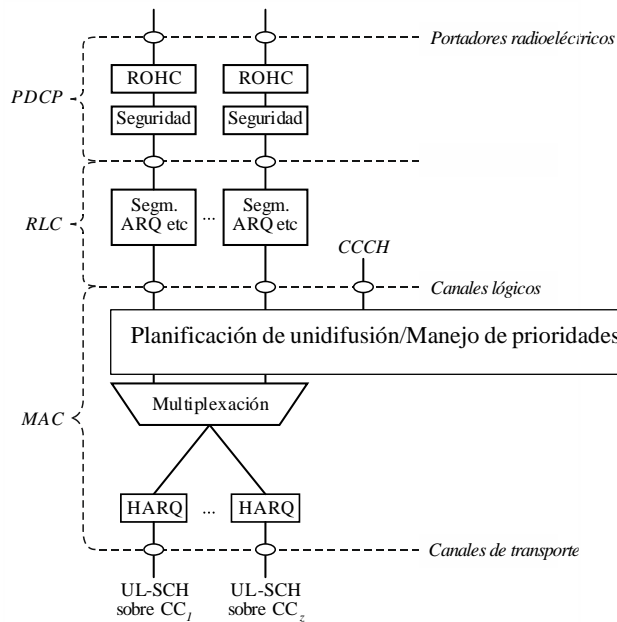 Portadores radioeléctricos
ROHC ROHC
PDCP
Seguridad Seguridad
Segm. ARQ etc ... Segm. ARQ etc
RLC
CCCH
Canales lógicos
Planificación de unidifusión/Manejo de prioridades
Multiplexación
MAC
HARQ ... HARQ
Canales de transporte
UL-SCH sobre CC1 UL-SCH sobre CCz